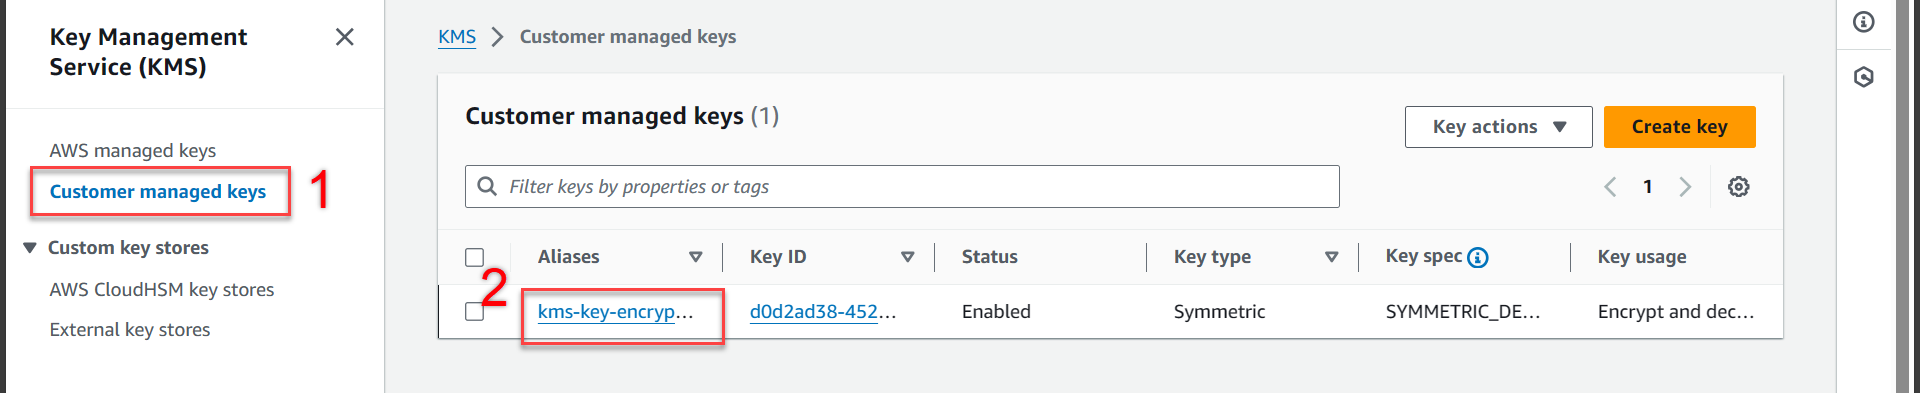 Key Management
Service (KMS)
AWS managed keys
Customer managed keys
1
Custom key stores
AWS CloudHSM key stores
External key stores
KMS > Customer managed keys
Customer managed keys (1)
Key actions
Create key
Filter keys by properties or tags
1
Aliases Key ID Status Key type Key spec Key usage
2
kms-key-encryp... d0d2ad38-452... Enabled Symmetric SYMMETRIC_DE... Encrypt and dec...